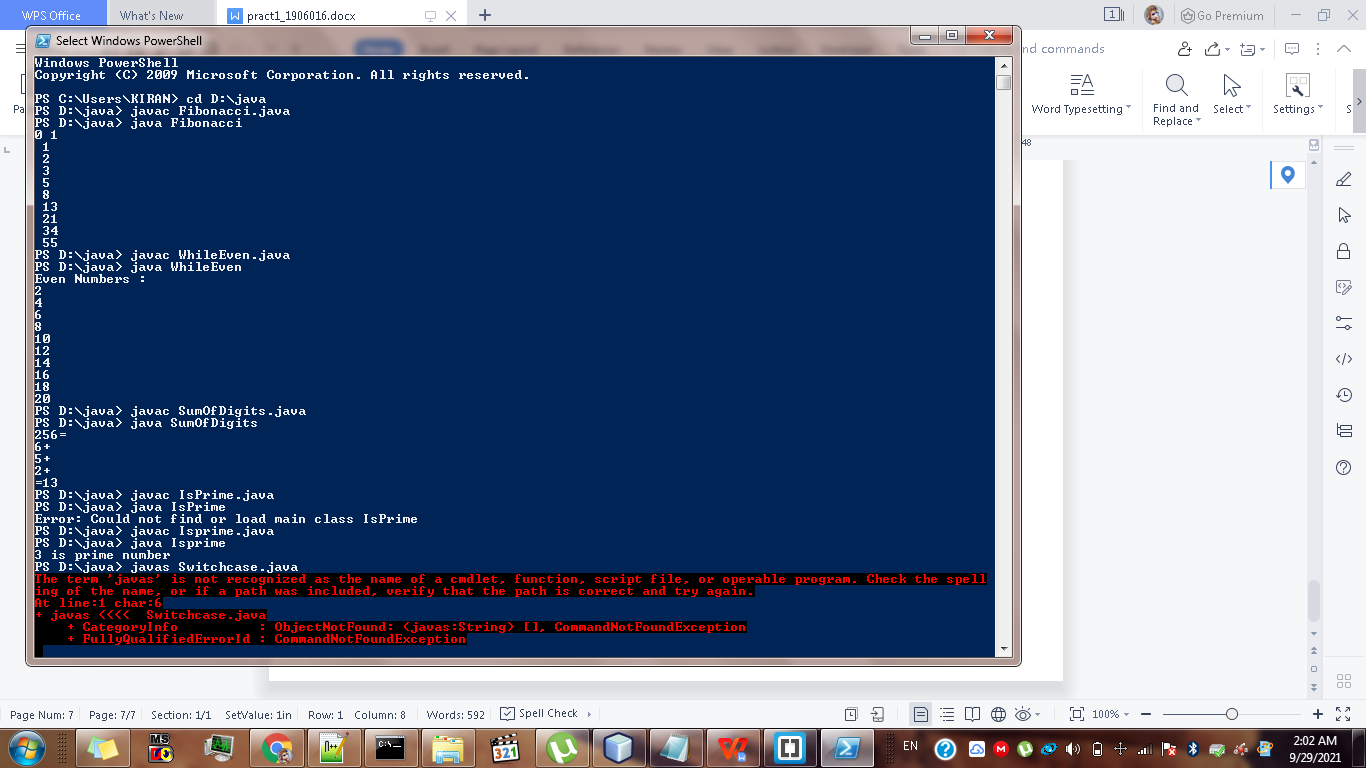 WPS Office
What's New
pract1_1906016.docx
1
Go Premium
Select Windows PowerShell
nd commands
Word Typesetting
Find and
Replace
Select
Settings
S
Pa
48
Windows PowerShell
Copyright (C) 2009 Microsoft Corporation. All rights reserved.
PS C:\Users\KIRAN> cd D:\java
PS D:\java> javac Fibonacci.java
PS D:\java> java Fibonacci
0 1
1
2
3
5
8
13
21
34
55
PS D:\java> javac WhileEven.java
PS D:\java> java WhileEven
Even Numbers :
2
4
6
8
10
12
14
16
18
20
PS D:\java> javac SumOfDigits.java
PS D:\java> java SumOfDigits
256=
6+
5+
2+
=13
PS D:\java> javac IsPrime.java
PS D:\java> java IsPrime
Error: Could not find or load main class IsPrime
PS D:\java> javac Isprime.java
PS D:\java> java Isprime
3 is prime number
PS D:\java> javas Switchcase.java
The term 'javas' is not recognized as the name of a cmdlet, function, script file, or operable program. Check the spell
ing of the name, or if a path was included, verify that the path is correct and try again.
At line:1 char:6
+ javas <<<<  Switchcase.java
+ CategoryInfo          : ObjectNotFound: (javas:String) [], CommandNotFoundException
+ FullyQualifiedErrorId : CommandNotFoundException
Page Num: 7
Page: 7/7
Section: 1/1
SetValue: 1in
Row: 1
Column: 8
Words: 592
Spell Check
100%
EN
2:02 AM
9/29/2021